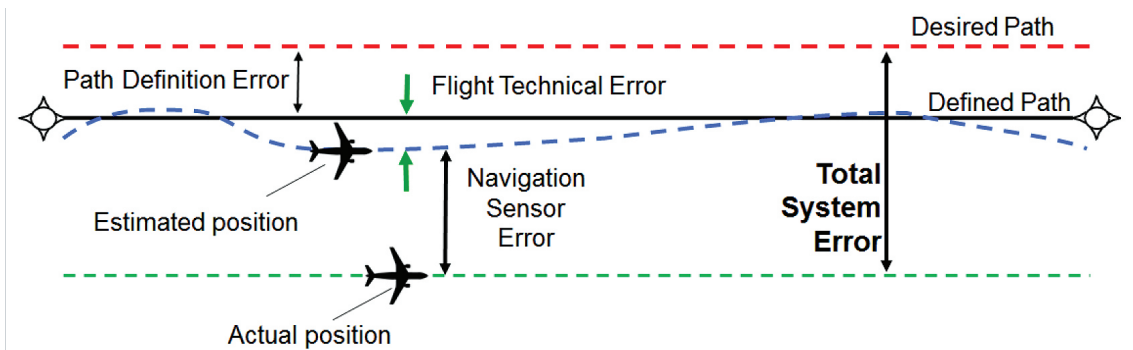 Desired Path
Path Definition Error
Flight Technical Error
Defined Path
Estimated position
Navigation
Sensor
Error
Total
System
Error
Actual position